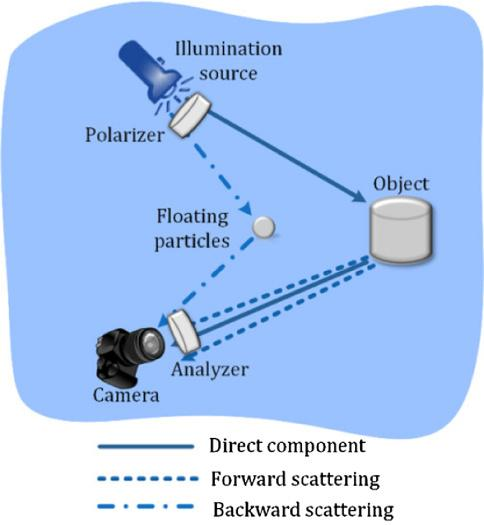 Illumination
source
Polarizer
Object
Floating
particles
Analyzer
Camera
Direct component
Forward scattering
Backward scattering